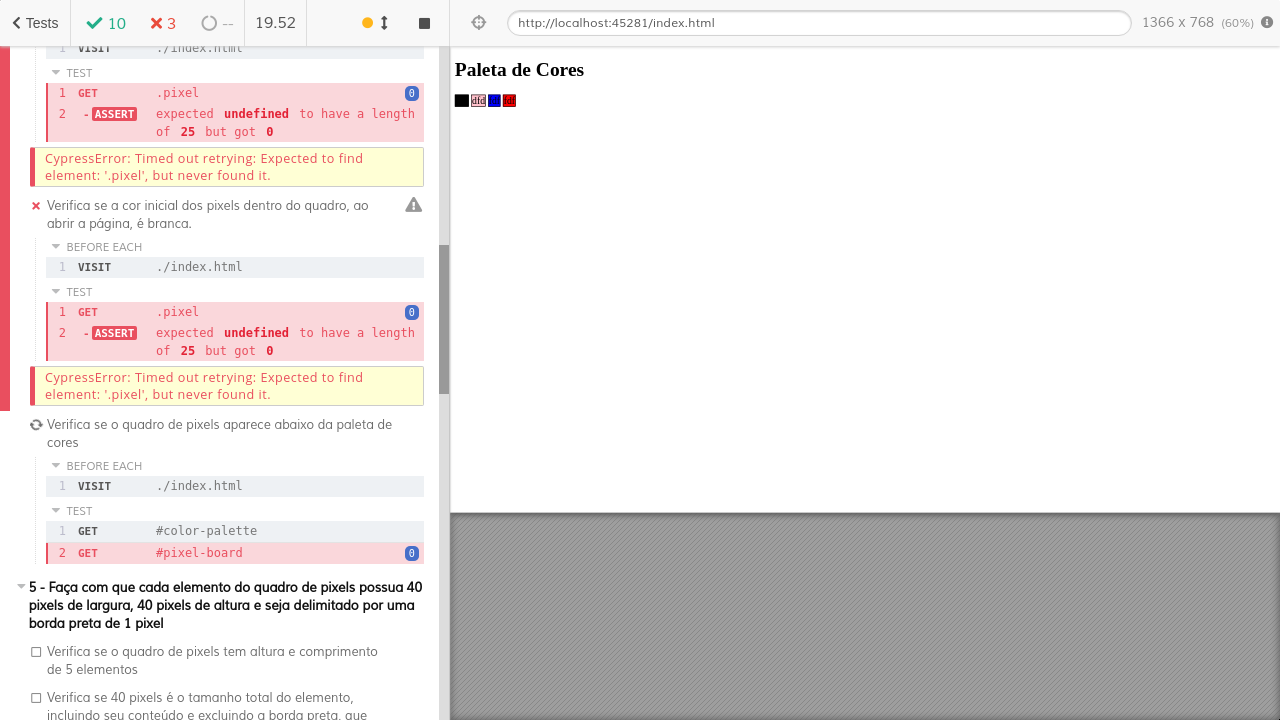 Tests
10
3
--
19.52
http://localhost:45281/index.html
1366 x 768 (60%)
1 VISIT ./index.html
TEST
1 GET .pixel 0
2 -ASSERT expected undefined to have a length
of 25 but got 0
CypressError: Timed out retrying: Expected to find
element: '.pixel', but never found it.
Verifica se a cor inicial dos pixels dentro do quadro, ao
abrir a página, é branca.
BEFORE EACH
1 VISIT ./index.html
TEST
1 GET .pixel 0
2 -ASSERT expected undefined to have a length
of 25 but got 0
CypressError: Timed out retrying: Expected to find
element: '.pixel', but never found it.
Verifica se o quadro de pixels aparece abaixo da paleta de
cores
BEFORE EACH
1 VISIT ./index.html
TEST
1 GET #color-palette
2 GET #pixel-board 0
5 - Faça com que cada elemento do quadro de pixels possua 40
pixels de largura, 40 pixels de altura e seja delimitado por uma
borda preta de 1 pixel
Verifica se o quadro de pixels tem altura e comprimento
de 5 elementos
Verifica se 40 pixels é o tamanho total do elemento,
incluindo seu conteúdo e excluindo a borda preta, que
Paleta de Cores
dfd